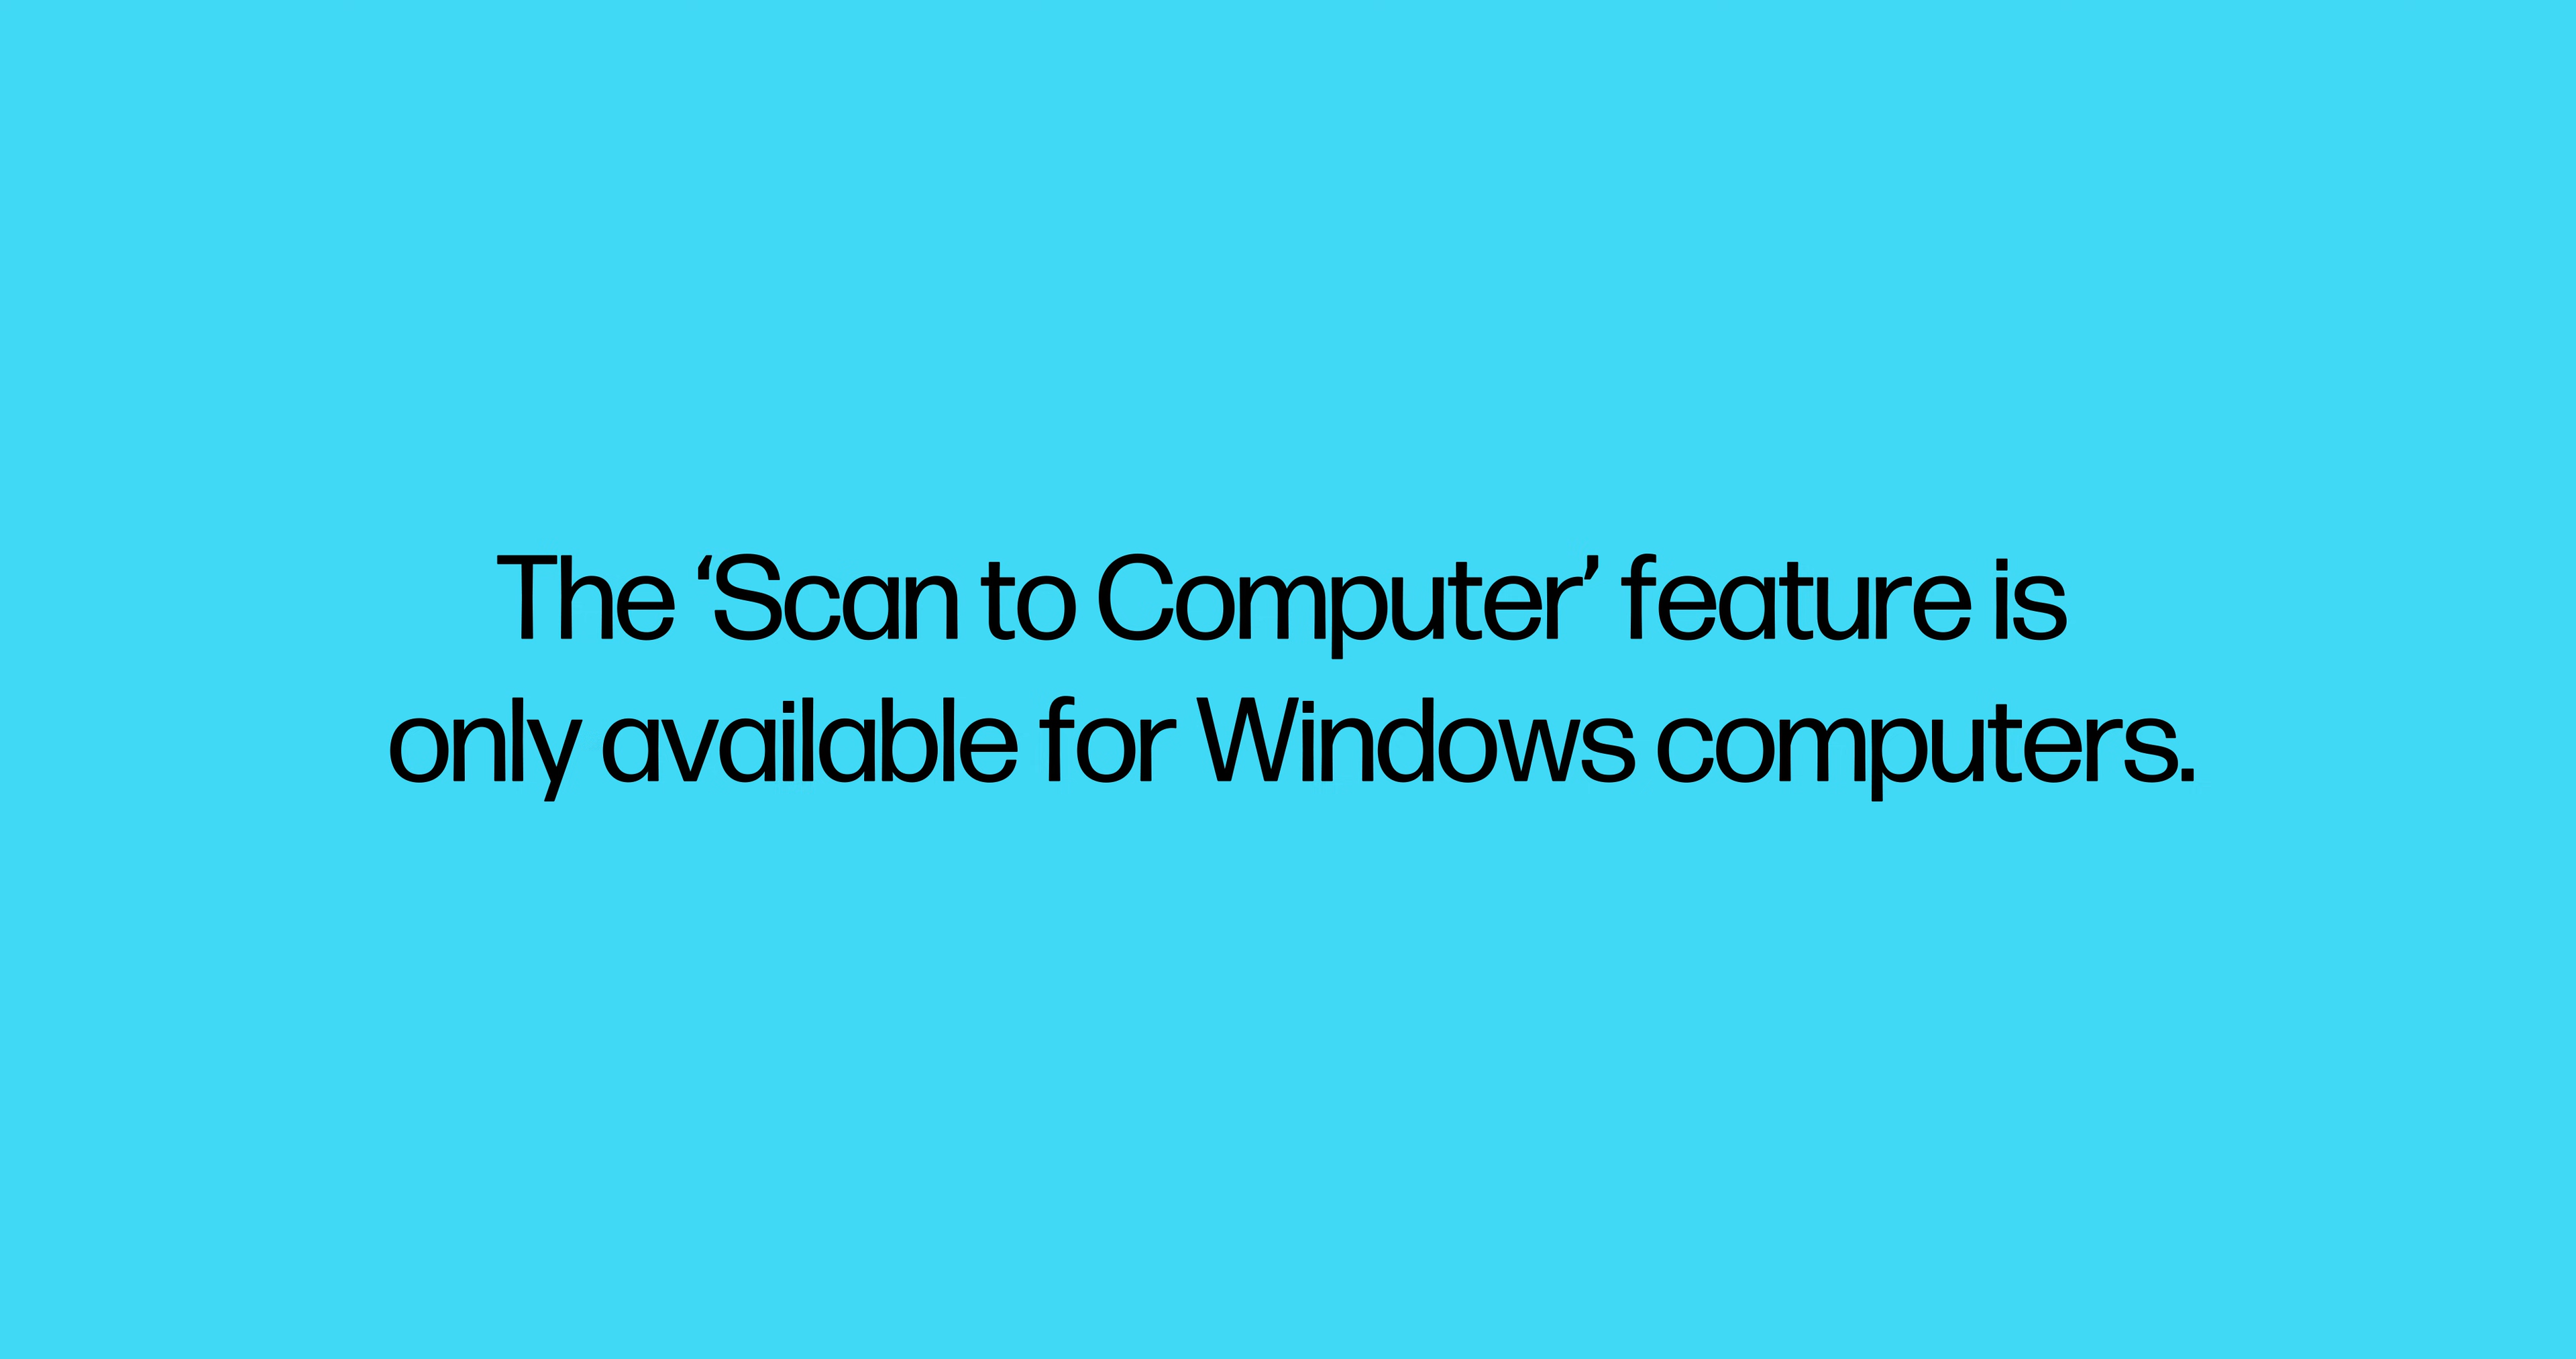 The ‘Scan to Computer’ feature is
only available for Windows computers.